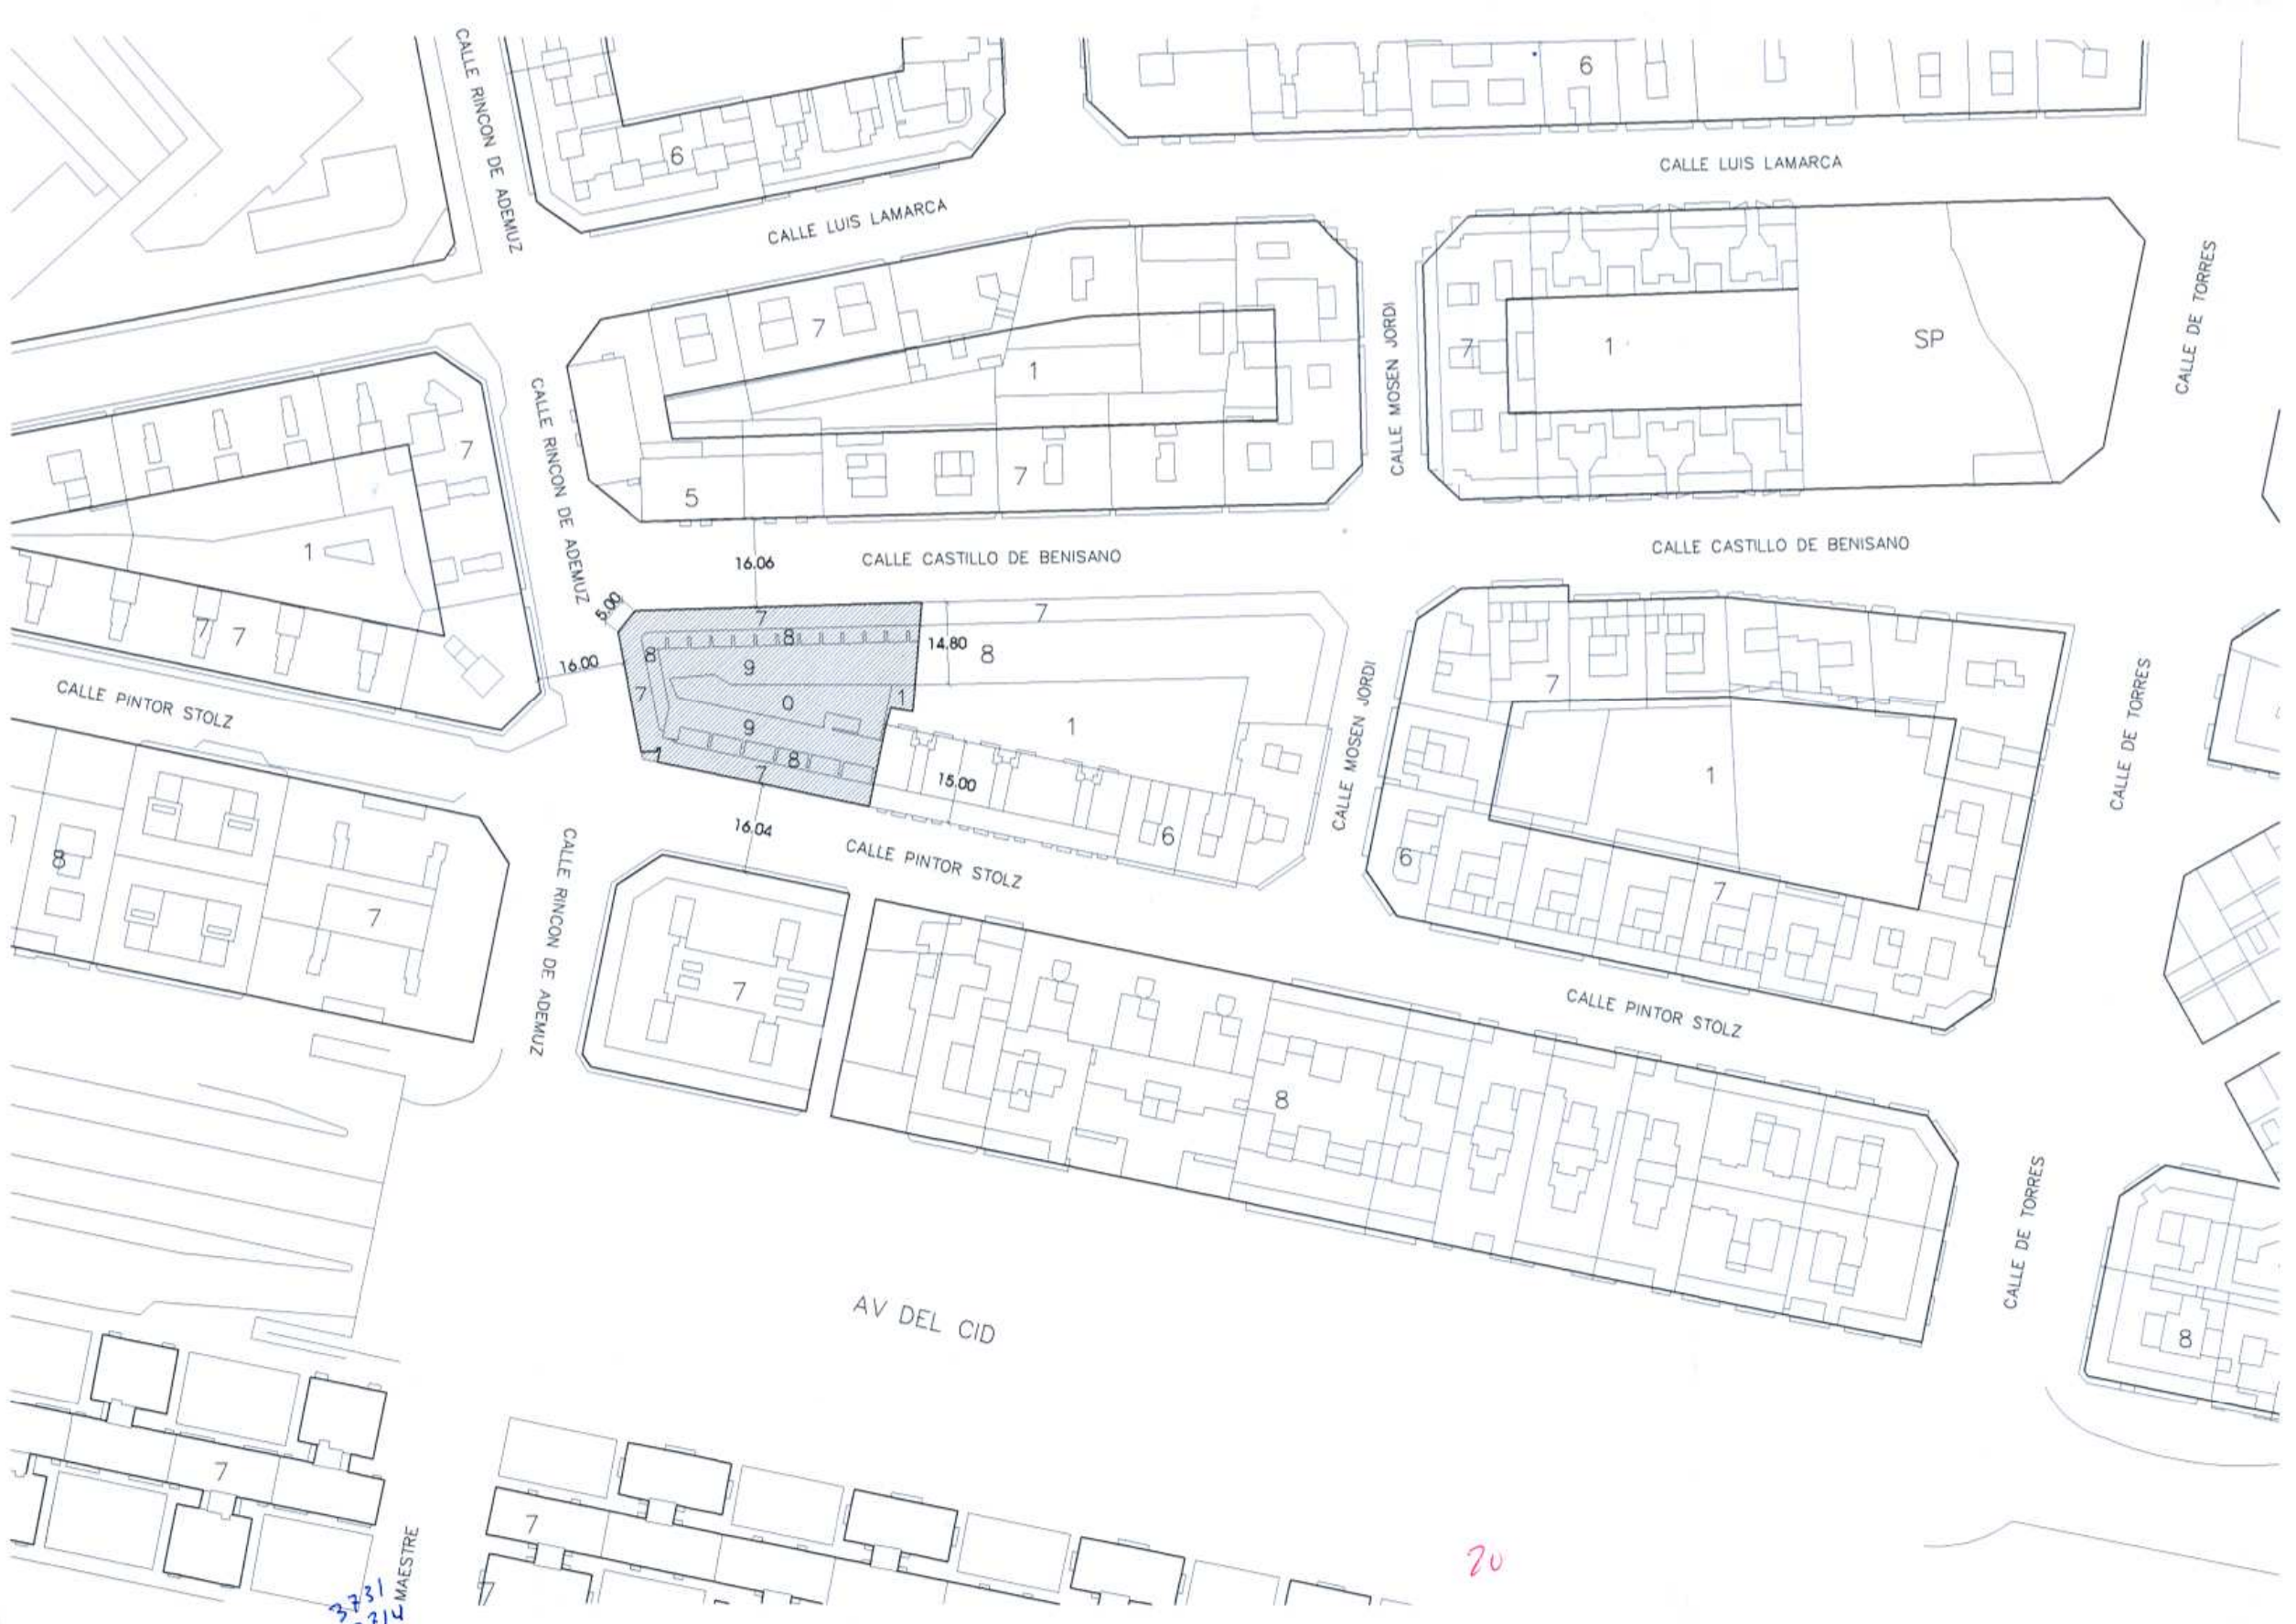 CALLE RINCON DE ADEMUZ
6
6
CALLE LUIS LAMARCA
CALLE LUIS LAMARCA
7
1
CALLE MOSEN JORDI
7
1
SP
CALLE DE TORRES
7
1
7
7
CALLE RINCON DE ADEMUZ
5
7
CALLE CASTILLO DE BENISANO
CALLE CASTILLO DE BENISANO
16.06
5.00
16.00
7
8
8
9
7
0
1
9
8
7
14.80
7
8
1
15.00
6
16.04
CALLE MOSEN JORDI
7
1
6
7
CALLE DE TORRES
CALLE PINTOR STOLZ
CALLE PINTOR STOLZ
CALLE PINTOR STOLZ
8
7
CALLE RINCON DE ADEMUZ
7
8
CALLE DE TORRES
8
AV DEL CID
7
7
7
MAESTRE
20
3731